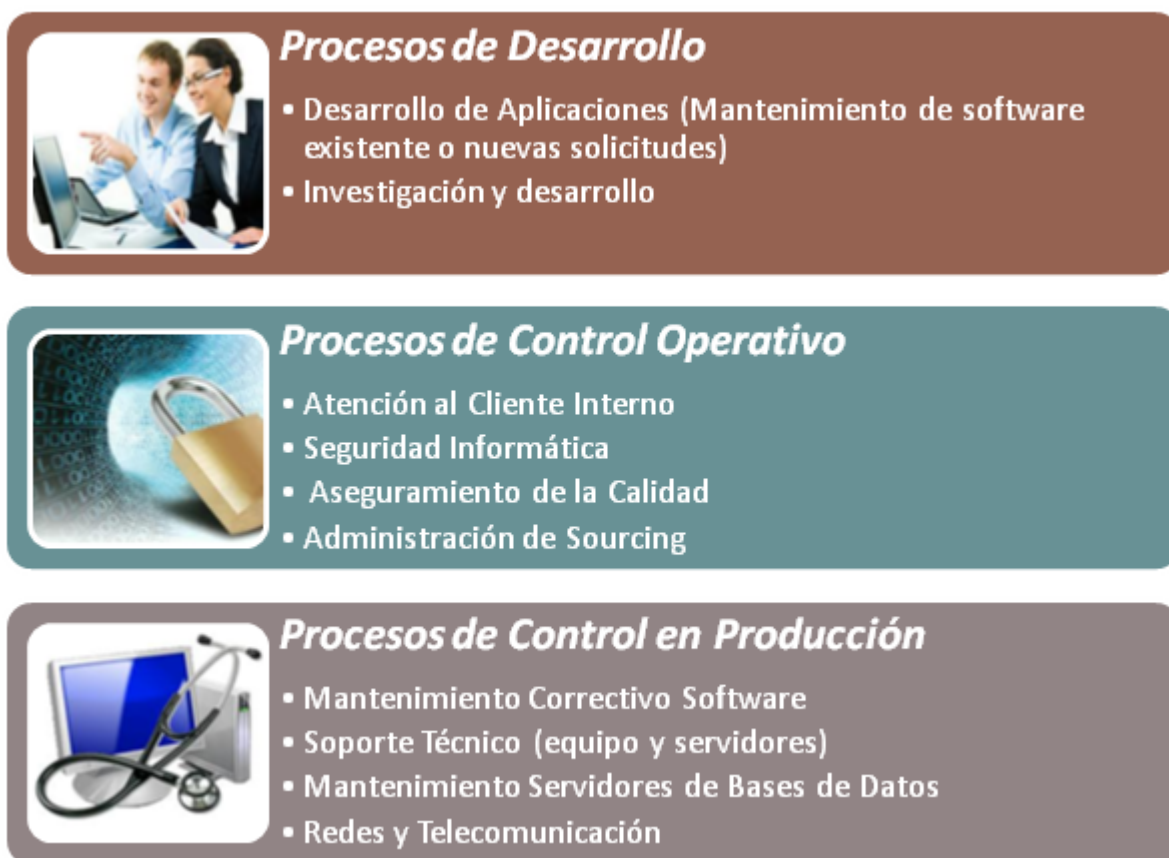 Procesos de Desarrollo
• Desarrollo de Aplicaciones (Mantenimiento de software
existente o nuevas solicitudes)
• Investigación y desarrollo
Procesos de Control Operativo
• Atención al Cliente Interno
• Seguridad Informática
• Aseguramiento de la Calidad
• Administración de Sourcing
Procesos de Control en Producción
• Mantenimiento Correctivo Software
• Soporte Técnico (equipo y servidores)
• Mantenimiento Servidores de Bases de Datos
• Redes y Telecomunicación